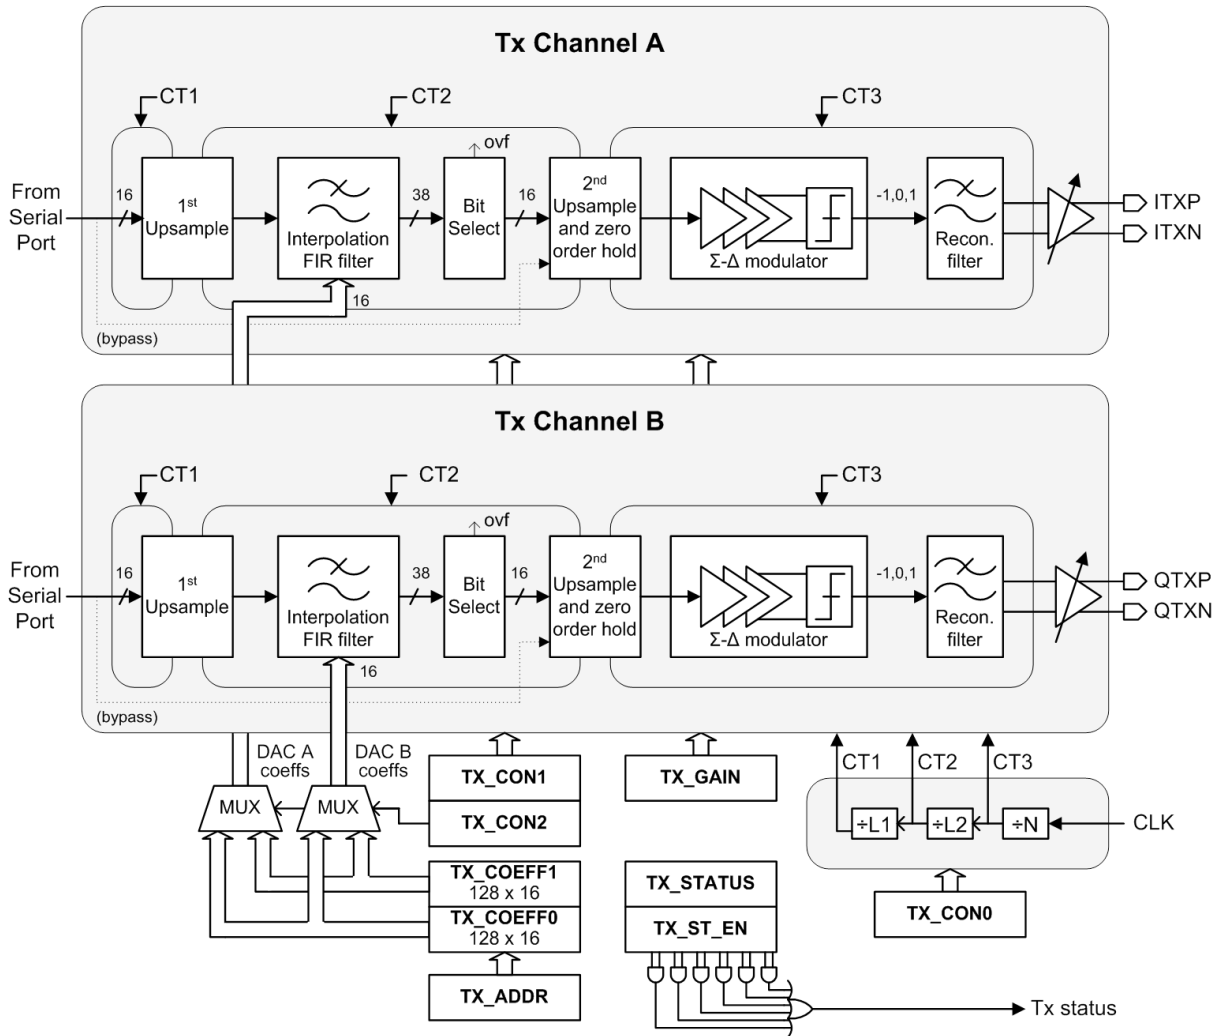 Tx Channel A
CT1
CT2
CT3
From
Serial
Port
16
1st
Upsample
Interpolation
FIR filter
16
38
ovf
Bit
Select
16
2nd
Upsample
and zero
order hold
Σ-Δ modulator
-1,0,1
Recon.
filter
ITXP
ITXN
(bypass)
Tx Channel B
CT1
CT2
CT3
From
Serial
Port
16
1st
Upsample
Interpolation
FIR filter
16
38
ovf
Bit
Select
16
2nd
Upsample
and zero
order hold
Σ-Δ modulator
-1,0,1
Recon.
filter
QTXP
QTXN
(bypass)
DAC A
coeffs
DAC B
coeffs
MUX
MUX
TX_CON1
TX_CON2
TX_COEFF1
128 x 16
TX_COEFF0
128 x 16
TX_ADDR
TX_GAIN
TX_STATUS
TX_ST_EN
Tx status
CT1
CT2
CT3
÷L1
÷L2
÷N
CLK
TX_CON0